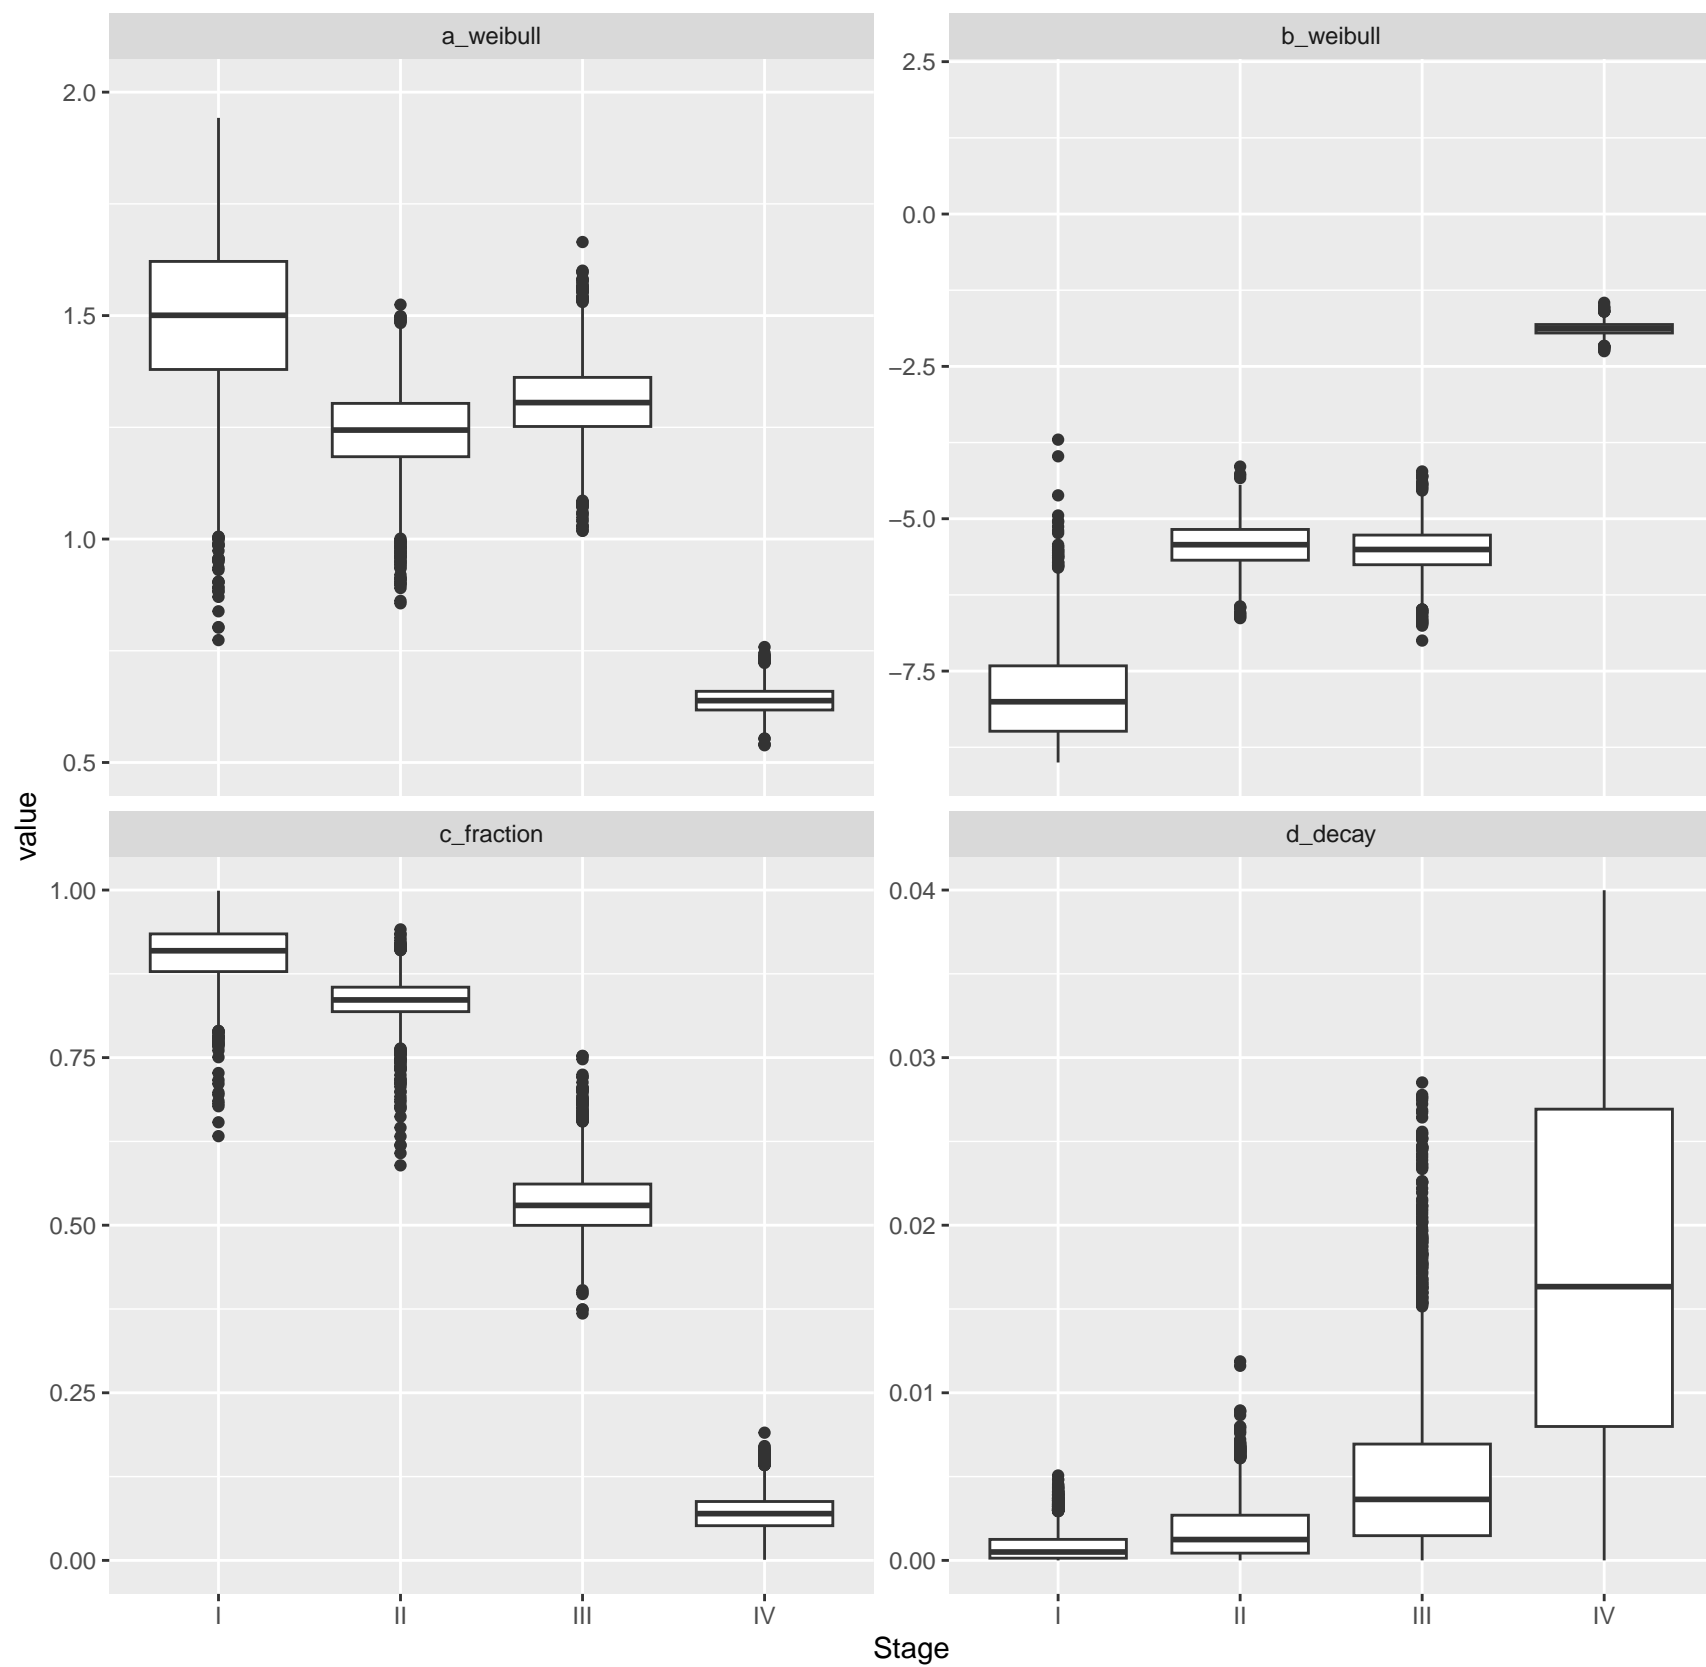 a_weibull
b_weibull
2.0
1.5
1.0
0.5
2.5
0.0
−2.5
−5.0
−7.5
value
c_fraction
d_decay
1.00
0.75
0.50
0.25
0.00
0.04
0.03
0.02
0.01
0.00
I II III IV
I II III IV
Stage